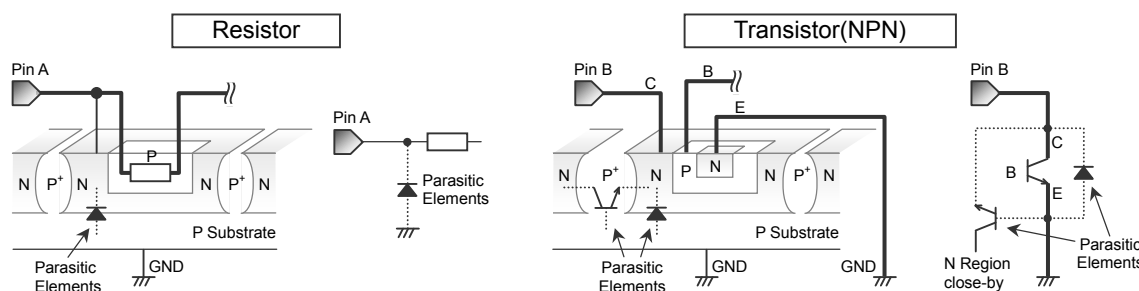 Resistor
Pin A
N
P+
N
P
N
P+
N
Parasitic
Elements
P Substrate
GND
Pin A
Parasitic
Elements
Transistor(NPN)
Pin B
C
B
E
N
P+
N
P
N
N
P+
N
P Substrate
Parasitic
Elements
GND
GND
Pin B
C
B
E
N Region
close-by
Parasitic
Elements